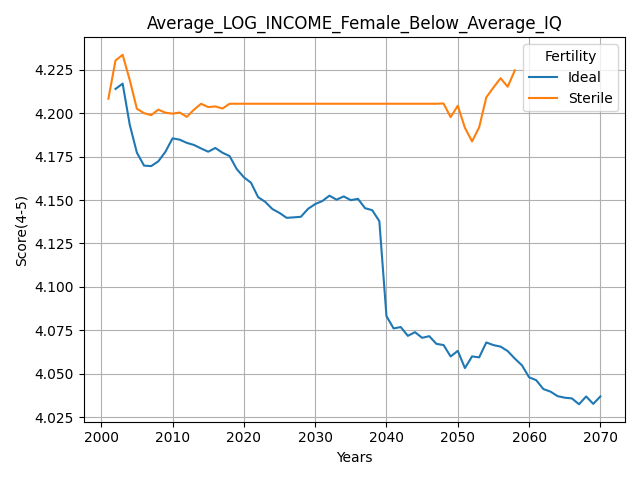 Average_LOG_INCOME_Female_Below_Average_IQ
Fertility
Ideal
Sterile
Score(4-5)
4.225
4.200
4.175
4.150
4.125
4.100
4.075
4.050
4.025
2000 2010 2020 2030 2040 2050 2060 2070
Years